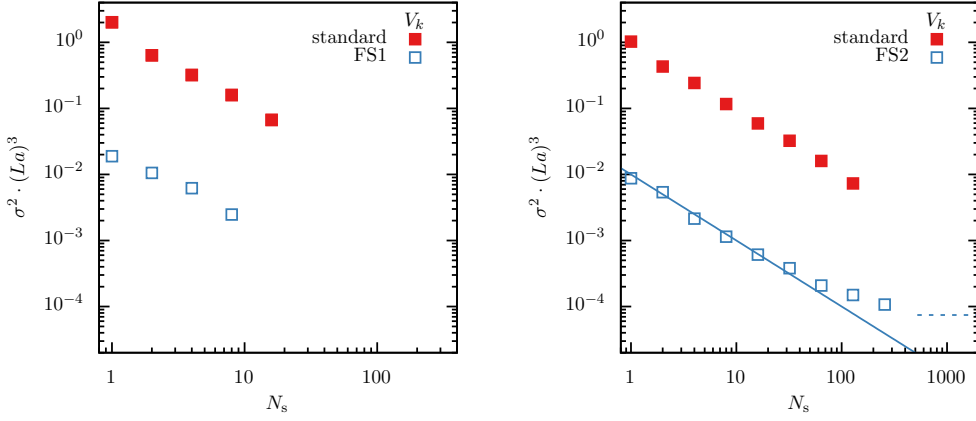 V_k
standard
FS1
10^0
10^{-1}
10^{-2}
10^{-3}
10^{-4}
σ^2 · (La)^3
1 10 100
N_s
V_k
standard
FS2
10^0
10^{-1}
10^{-2}
10^{-3}
10^{-4}
σ^2 · (La)^3
1 10 100 1000
N_s